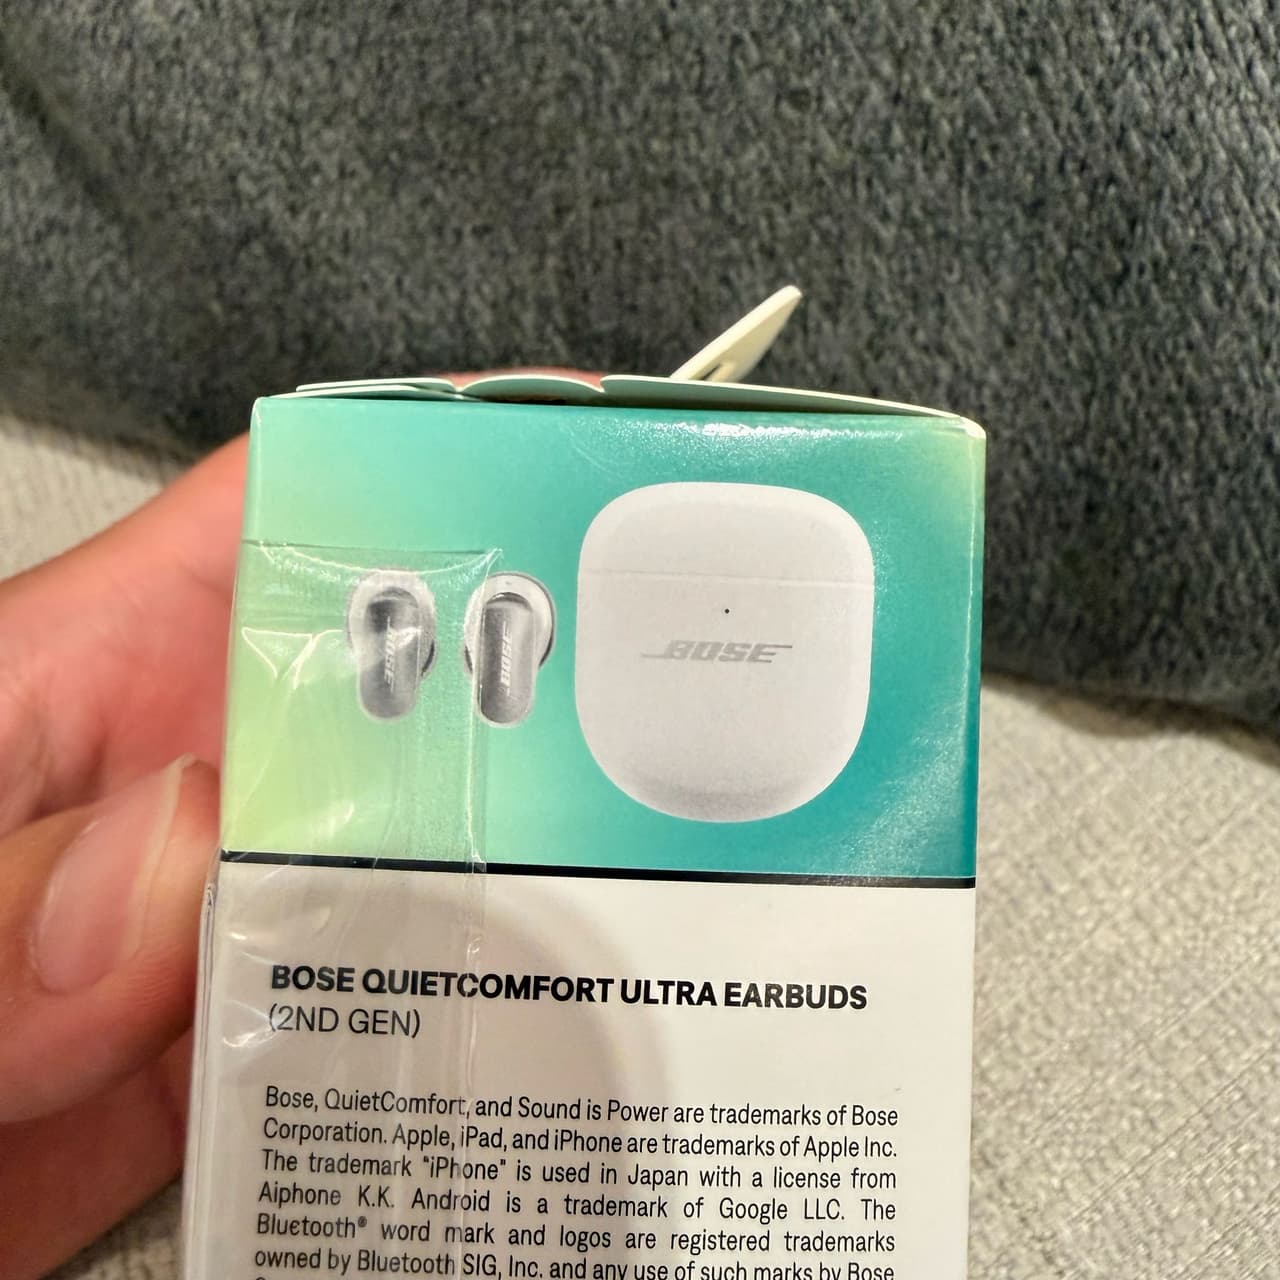 BOSE
BOSE
BOSE
BOSE QUIETCOMFORT ULTRA EARBUDS
(2ND GEN)
Bose, QuietComfort, and Sound is Power are trademarks of Bose
Corporation. Apple, iPad, and iPhone are trademarks of Apple Inc.
The trademark "iPhone" is used in Japan with a license from
Aiphone K.K. Android is a trademark of Google LLC. The
Bluetooth® word mark and logos are registered trademarks
owned by Bluetooth SIG, Inc. and any use of such marks by Bose